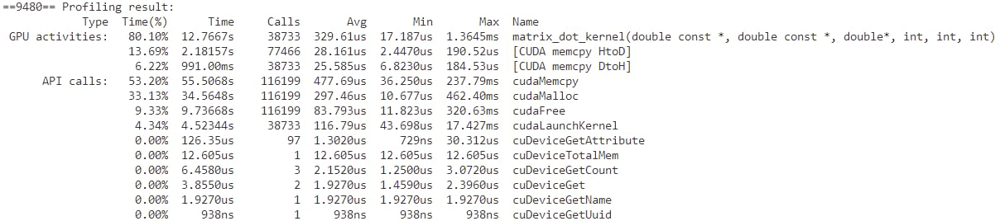 ==9480== Profiling result:
Type Time(%) Time Calls Avg Min Max Name
GPU activities: 80.10% 12.7667s 38733 329.61us 17.187us 1.3645ms matrix_dot_kernel(double const *, double const *, double*, int, int, int)
13.69% 2.18157s 77466 28.161us 2.4470us 190.52us [CUDA memcpy HtoD]
6.22% 991.00ms 38733 25.585us 6.8230us 184.53us [CUDA memcpy DtoH]
API calls: 53.20% 55.5068s 116199 477.69us 36.250us 237.79ms cudaMemcpy
33.13% 34.5648s 116199 297.46us 10.677us 462.40ms cudaMalloc
9.33% 9.73668s 116199 83.793us 11.823us 320.63ms cudaFree
4.34% 4.52344s 38733 116.79us 43.698us 17.427ms cudaLaunchKernel
0.00% 126.35us 97 1.3020us 729ns 30.312us cuDeviceGetAttribute
0.00% 12.605us 1 12.605us 12.605us 12.605us cuDeviceTotalMem
0.00% 6.4580us 3 2.1520us 1.2500us 3.0720us cuDeviceGetCount
0.00% 3.8550us 2 1.9270us 1.4590us 2.3960us cuDeviceGet
0.00% 1.9270us 1 1.9270us 1.9270us 1.9270us cuDeviceGetName
0.00% 938ns 1 938ns 938ns 938ns cuDeviceGetUuid